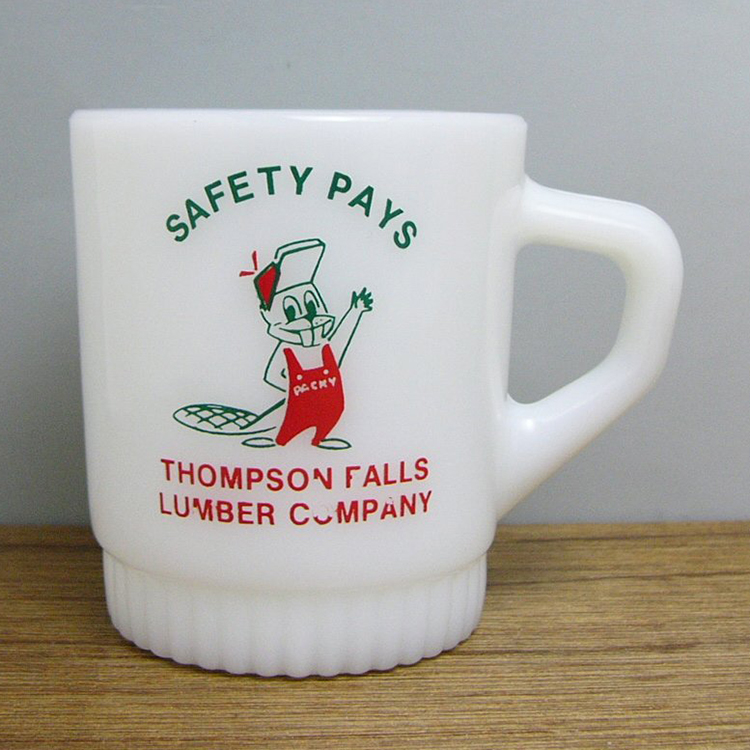 SAFETY PAYS
PACKY
THOMPSON FALLS
LUMBER COMPANY